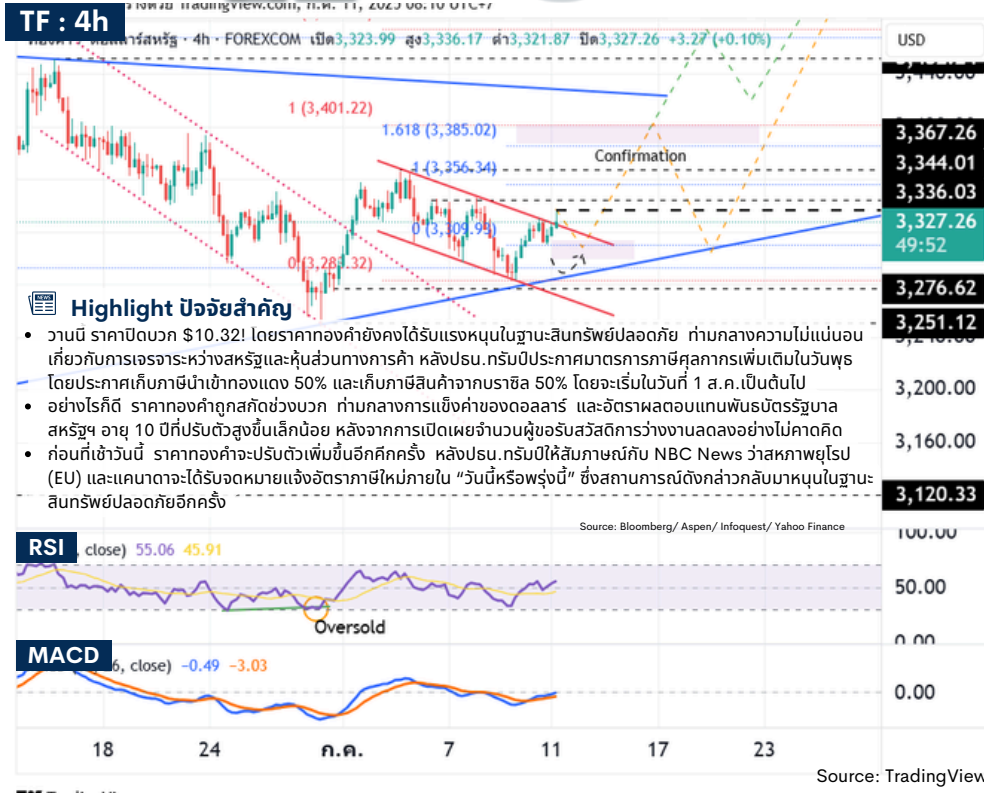 TradingView.com, ก.ค. 11, 2025 08:10 UTC+7
TF : 4h
4h · FOREXCOM เปิด3,323.99 สูง3,336.17 ต่ำ3,321.87 ปิด3,327.26 +3.27 (+0.10%)
USD
1 (3,401.22)
1.618 (3,385.02)
Confirmation
1 (3,356.34)
0 (3,309.93)
3,367.26
3,344.01
3,336.03
3,327.26
49:52
3,276.62
3,251.12
3,200.00
3,160.00
3,120.33
NEWS
Highlight ปัจจัยสำคัญ
• วานนี้ ราคาปิดบวก $10.32! โดยราคาทองคำยังคงได้รับแรงหนุนในฐานะสินทรัพย์ปลอดภัย ท่ามกลางความไม่แน่นอน
เกี่ยวกับการเจรจาระหว่างสหรัฐและหุ้นส่วนทางการค้า หลังปธน.ทรัมป์ประกาศมาตรการภาษีศุลกากรเพิ่มเติมในวันพุธ
โดยประกาศเก็บภาษีนำเข้าทองแดง 50% และเก็บภาษีสินค้าจากบราซิล 50% โดยจะเริ่มในวันที่ 1 ส.ค.เป็นต้นไป
• อย่างไรก็ดี ราคาทองคำถูกสกัดช่วงบวก ท่ามกลางการแข็งค่าของดอลลาร์ และอัตราผลตอบแทนพันธบัตรรัฐบาล
สหรัฐฯ อายุ 10 ปีที่ปรับตัวสูงขึ้นเล็กน้อย หลังจากการเปิดเผยจำนวนผู้ขอรับสวัสดิการว่างงานลดลงอย่างไม่คาดคิด
• ก่อนที่เช้าวันนี้ ราคาทองคำจะปรับตัวเพิ่มขึ้นอีกคึกครั้ง หลังปธน.ทรัมป์ให้สัมภาษณ์กับ NBC News ว่าสหภาพยุโรป
(EU) และแคนาดาจะได้รับจดหมายแจ้งอัตราภาษีใหม่ภายใน “วันนี้หรือพรุ่งนี้” ซึ่งสถานการณ์ดังกล่าวกลับมาหนุนในฐานะ
สินทรัพย์ปลอดภัยอีกครั้ง
Source: Bloomberg/ Aspen/ Infoquest/ Yahoo Finance
RSI
close) 55.06 45.91
100.00
50.00
0.00
Oversold
MACD
close) −0.49 −3.03
0.00
18 24 ก.ค. 7 11 17 23
Source: TradingView